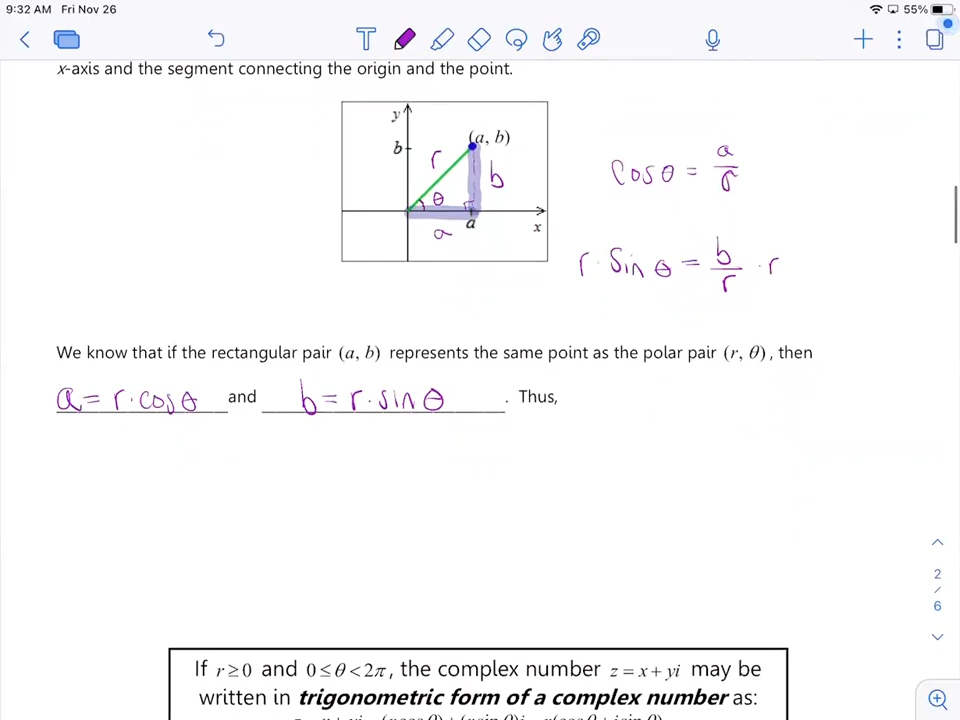 9:32 AM Fri Nov 26 55%
T
x-axis and the segment connecting the origin and the point.
y
(a, b)
b
r
b
θ
a
a
x
cosθ = a/r
r · sin θ = b/r · r
We know that if the rectangular pair (a, b) represents the same point as the polar pair (r, θ), then
a = r · cosθ and b = r · sinθ . Thus,
2
/
6
If r ≥ 0 and 0 ≤ θ < 2π, the complex number z = x + yi may be
written in trigonometric form of a complex number as: